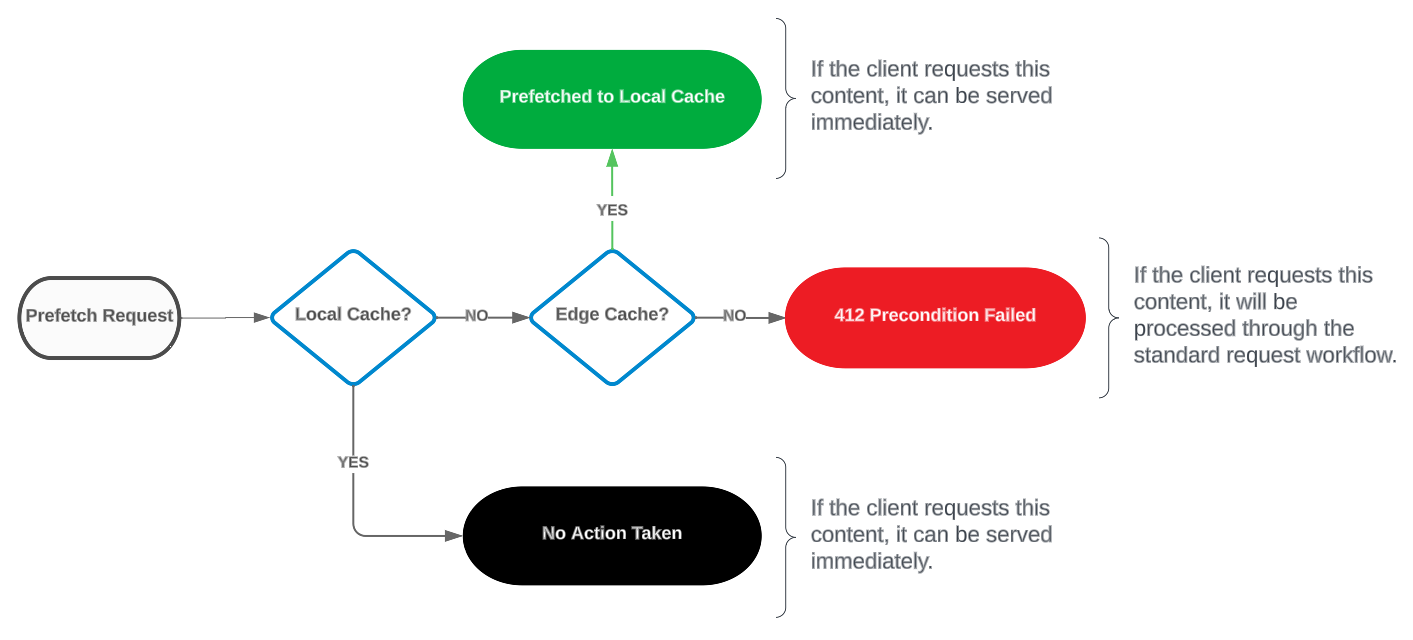 If the client requests this
content, it can be served
immediately.
Prefetched to Local Cache
YES
Prefetch Request
Local Cache?
NO
Edge Cache?
NO
412 Precondition Failed
If the client requests this
content, it will be
processed through the
standard request workflow.
YES
No Action Taken
If the client requests this
content, it can be served
immediately.